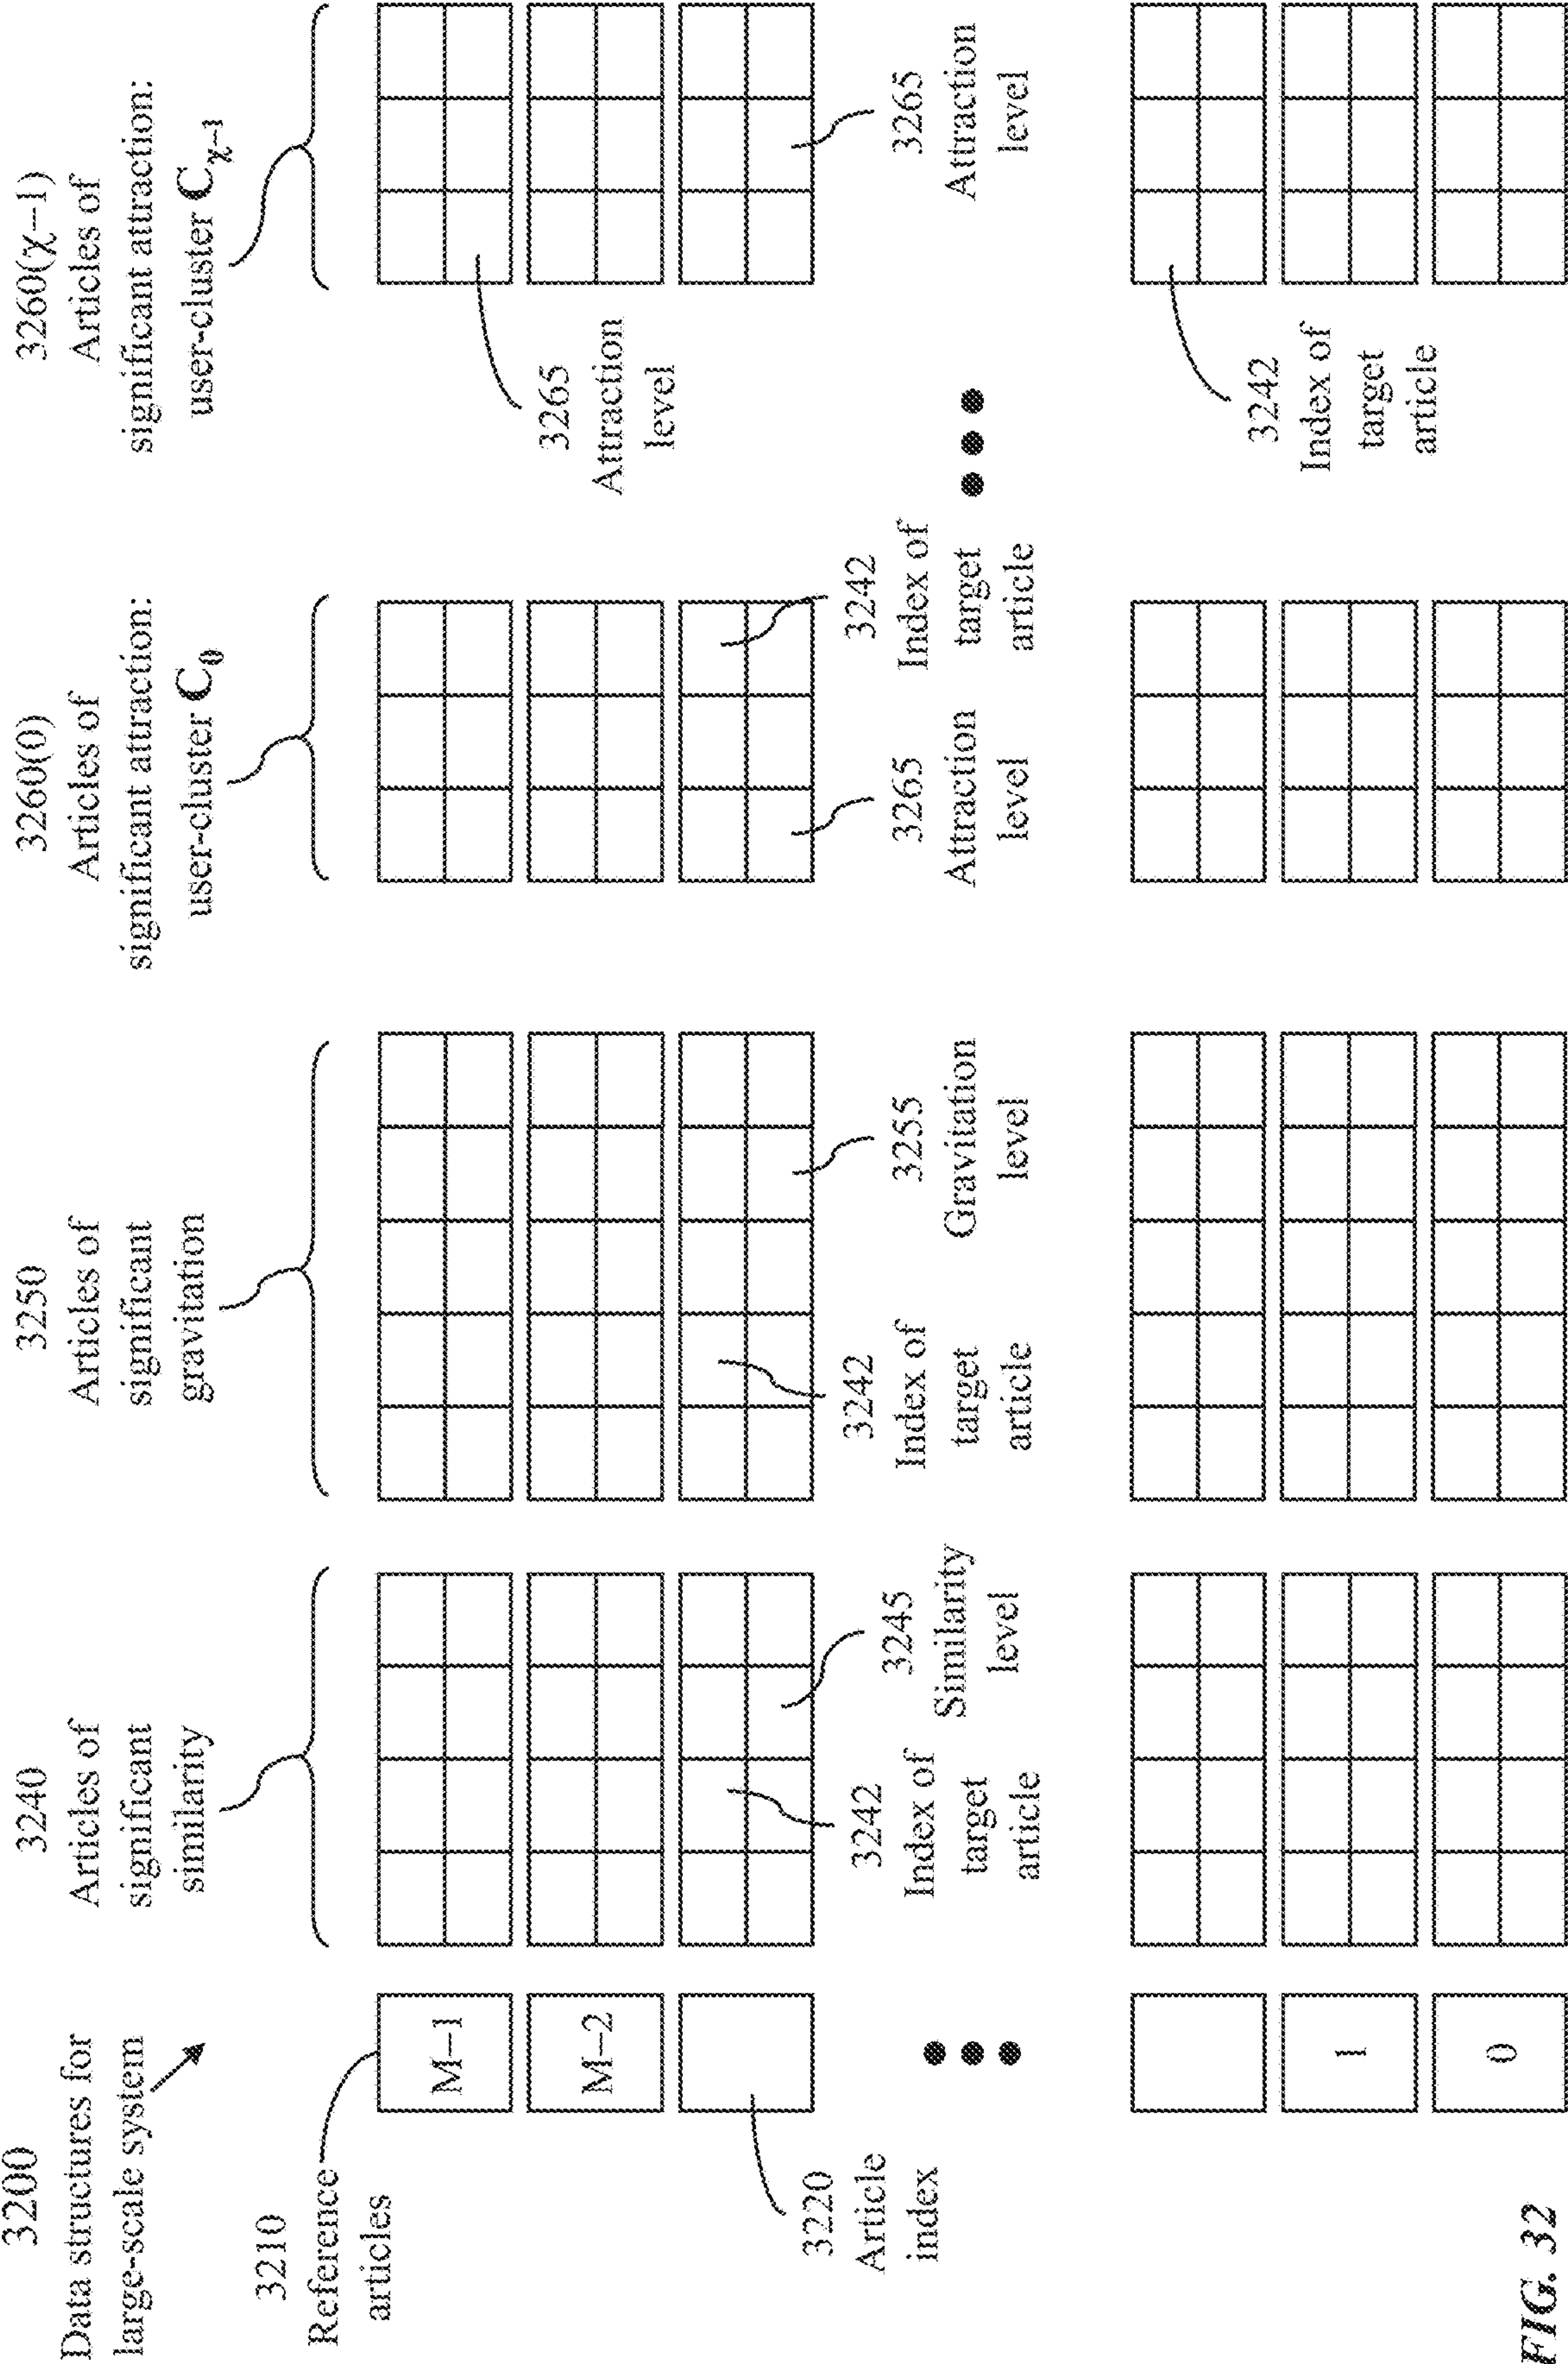 3200
Data structures for
large-scale system
3240
Articles of
significant
similarity
3250
Articles of
significant
gravitation
3260(0)
Articles of
significant attraction:
user-cluster C0
3260(χ–1)
Articles of
significant attraction:
user-cluster Cχ–1
3210
Reference
articles
M–1
M–2
3265
Attraction
level
3220
Article
index
3242
Index of
target
article
3245
Similarity
level
3242
Index of
target
article
3255
Gravitation
level
3265
Attraction
level
3242
Index of
target
article
3265
Attraction
level
3242
Index of
target
article
1
0
FIG. 32